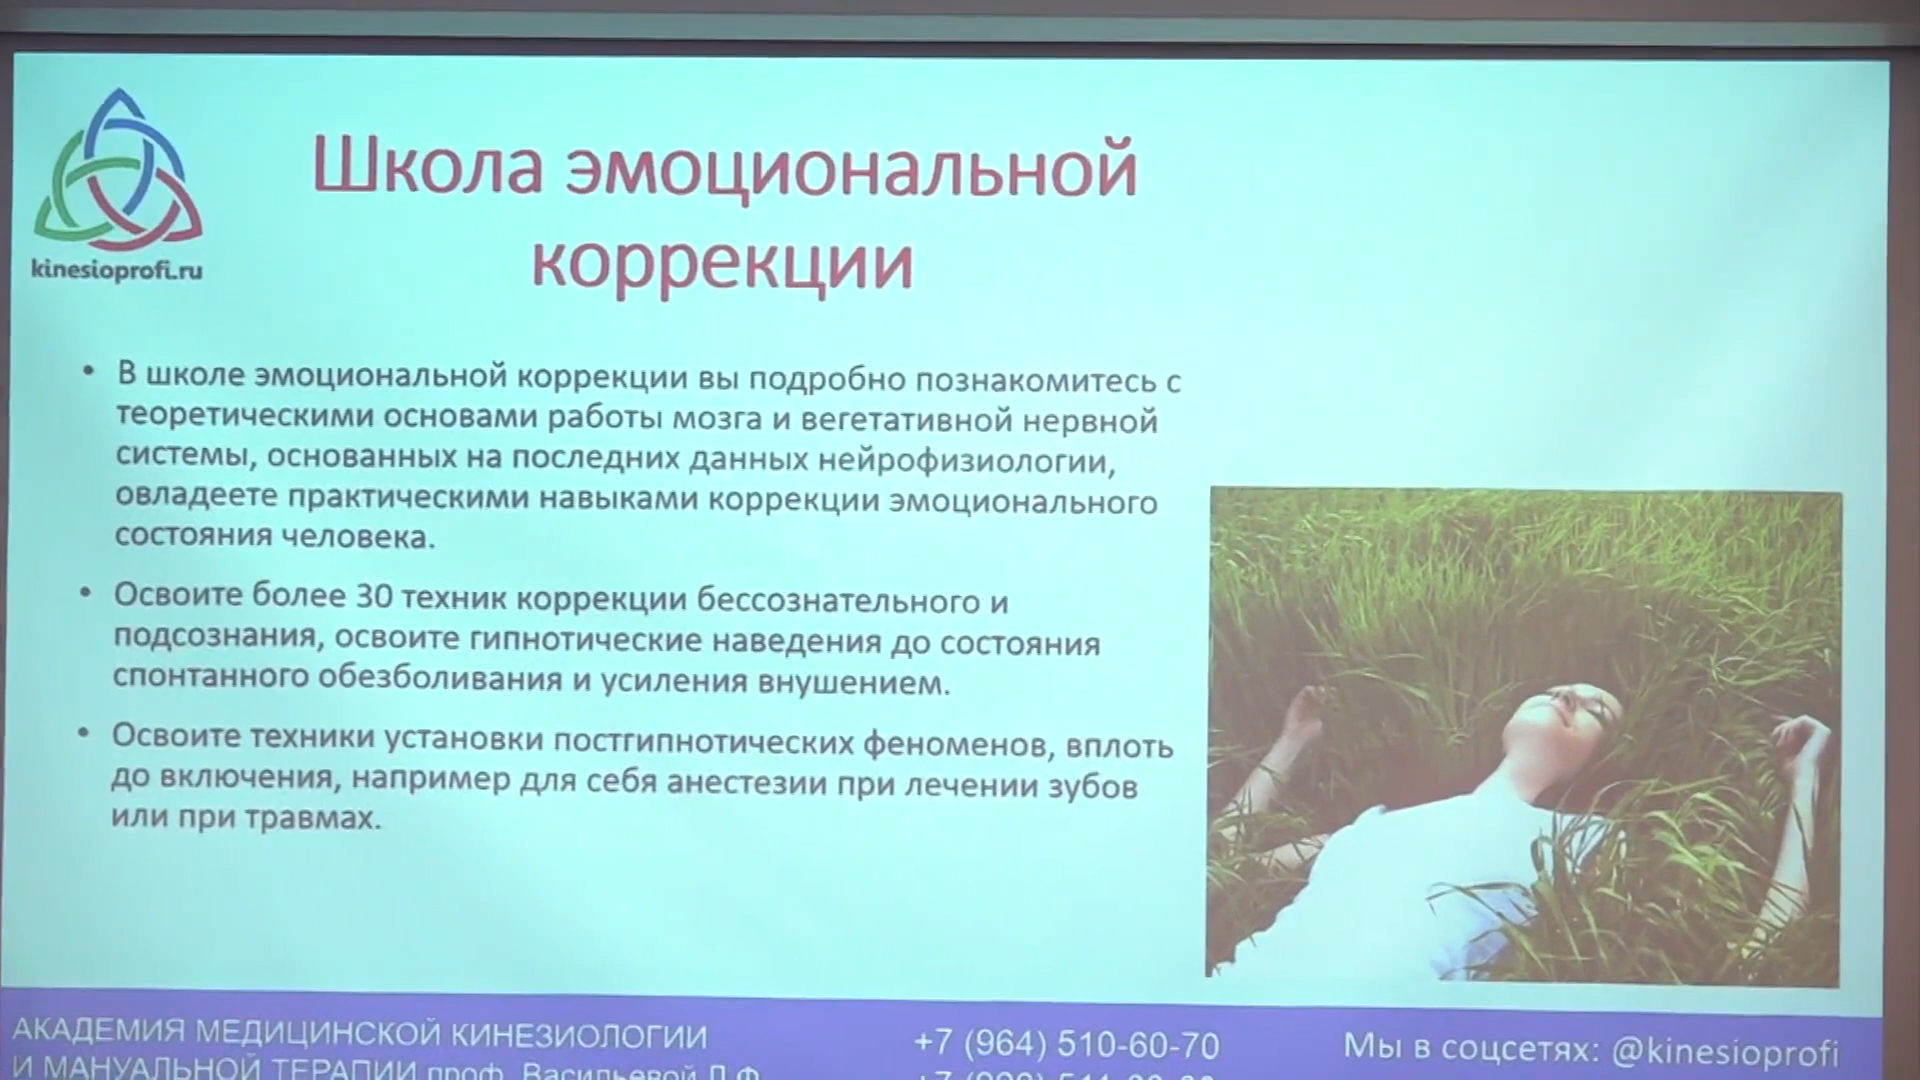 kinesioprofi.ru
Школа эмоциональной
коррекции
• В школе эмоциональной коррекции вы подробно познакомитесь с
теоретическими основами работы мозга и вегетативной нервной
системы, основанных на последних данных нейрофизиологии,
овладеете практическими навыками коррекции эмоционального
состояния человека.
• Освоите более 30 техник коррекции бессознательного и
подсознания, освоите гипнотические наведения до состояния
спонтанного обезболивания и усиления внушением.
• Освоите техники установки постгипнотических феноменов, вплоть
до включения, например для себя анестезии при лечении зубов
или при травмах.
АКАДЕМИЯ МЕДИЦИНСКОЙ КИНЕЗИОЛОГИИ
И МАНУАЛЬНОЙ ТЕРАПИИ проф. Васильевой Л.Ф.
+7 (964) 510-60-70
Мы в соцсетях: @kinesioprofi